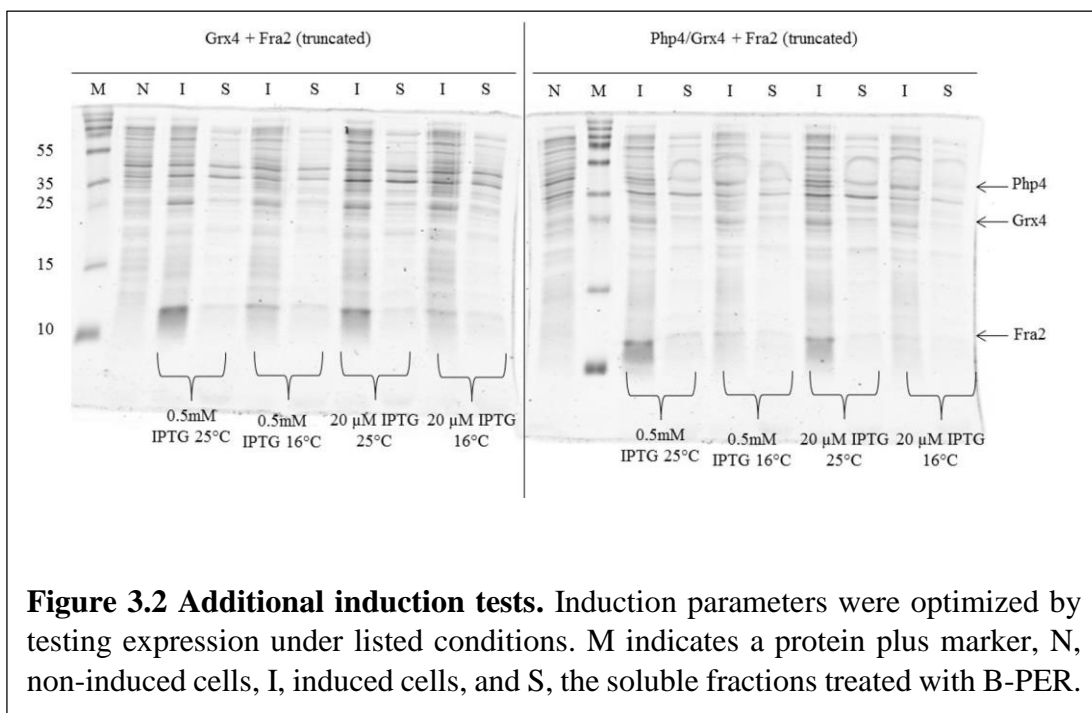 Grx4 + Fra2 (truncated)
Php4/Grx4 + Fra2 (truncated)
M N I S I S I S I S
N M I S I S I S I S
55
35
25
15
10
Php4
Grx4
Fra2
0.5mM
IPTG 25°C
0.5mM
IPTG 16°C
20 µM IPTG
25°C
20 µM IPTG
16°C
0.5mM
IPTG 25°C
0.5mM
IPTG 16°C
20 µM IPTG
25°C
20 µM IPTG
16°C
Figure 3.2 Additional induction tests. Induction parameters were optimized by
testing expression under listed conditions. M indicates a protein plus marker, N,
non-induced cells, I, induced cells, and S, the soluble fractions treated with B-PER.